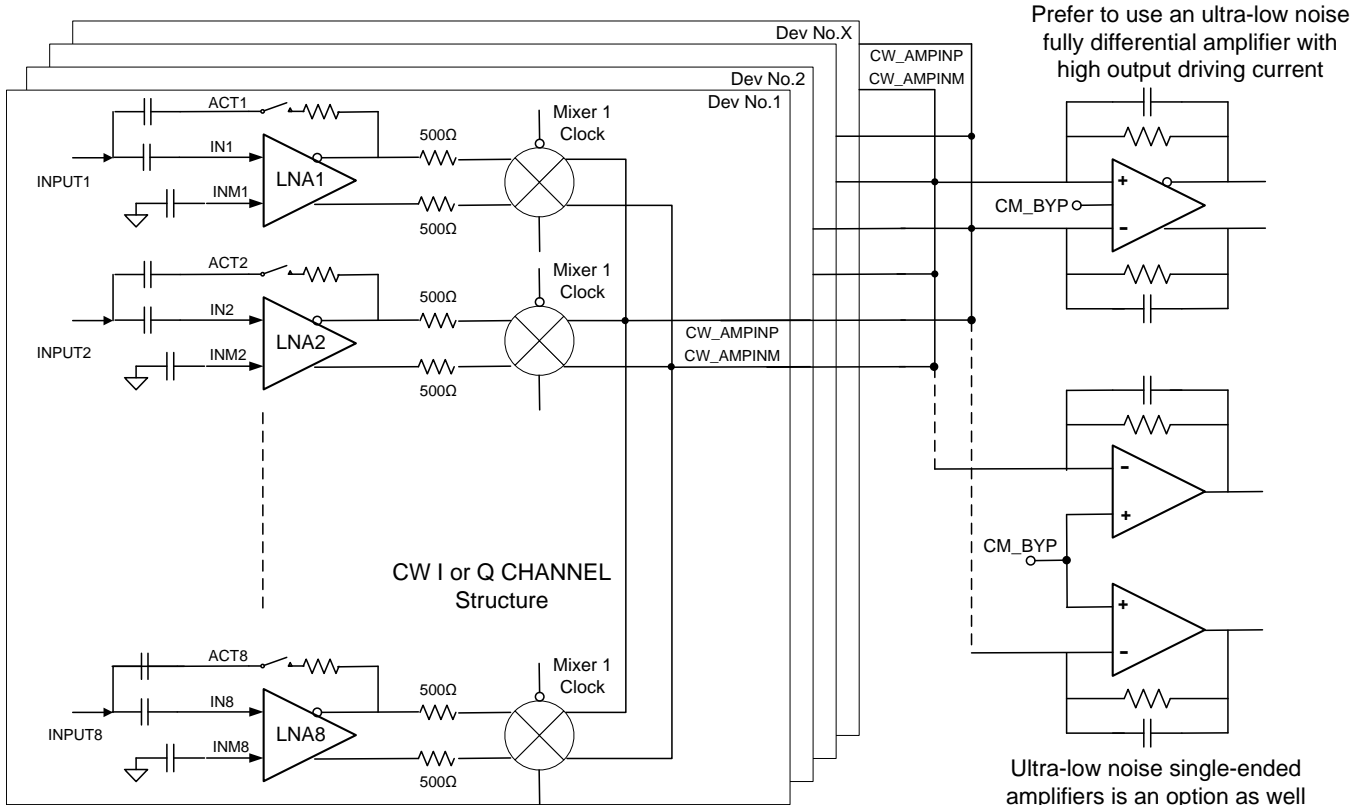 Prefer to use an ultra-low noise
fully differential amplifier with
high output driving current
Dev No.X
CW_AMPINP
CW_AMPINM
Dev No.2
Dev No.1
ACT1
500Ω
Mixer 1
Clock
IN1
LNA1
INPUT1
INM1
500Ω
+
CM_BYP
-
ACT2
500Ω
Mixer 1
Clock
IN2
LNA2
INPUT2
INM2
500Ω
CW_AMPINP
CW_AMPINM
-
+
CM_BYP
+
-
CW I or Q CHANNEL
Structure
ACT8
500Ω
Mixer 1
Clock
IN8
LNA8
INPUT8
INM8
500Ω
Ultra-low noise single-ended
amplifiers is an option as well